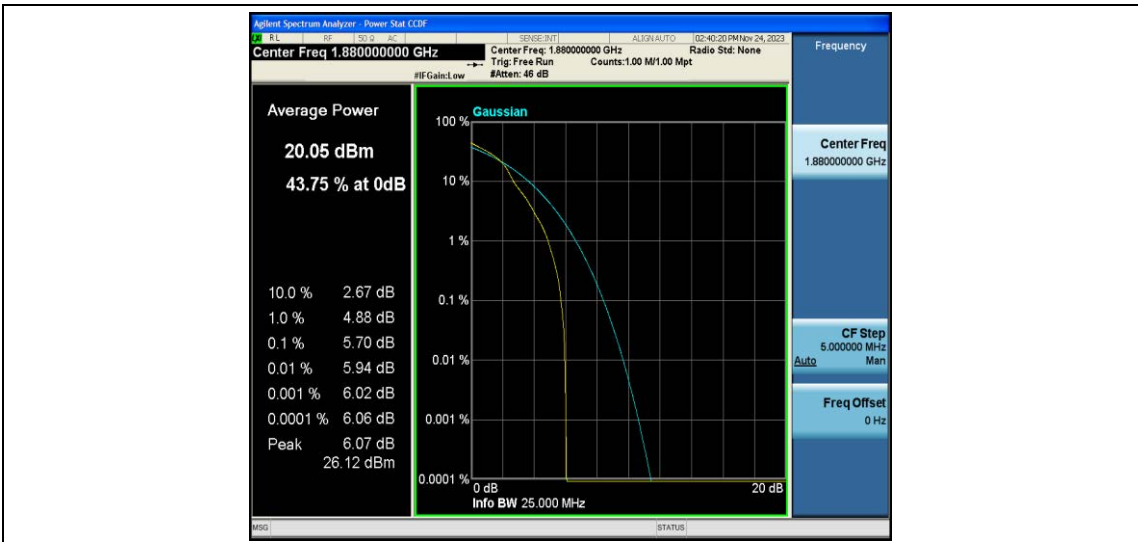 Agilent Spectrum Analyzer - Power Stat CCDF
LXI RL RF 50 Ω AC SENSE:INT ALIGN AUTO 02:40:20 PM Nov 24, 2023
Center Freq 1.880000000 GHz
Center Freq: 1.880000000 GHz Radio Std: None
Trig: Free Run Counts:1.00 M/1.00 Mpt
#IFGain:Low #Atten: 46 dB
Frequency
Average Power
20.05 dBm
43.75 % at 0dB
10.0 % 2.67 dB
1.0 % 4.88 dB
0.1 % 5.70 dB
0.01 % 5.94 dB
0.001 % 6.02 dB
0.0001 % 6.06 dB
Peak 6.07 dB
26.12 dBm
Gaussian
100 %
10 %
1 %
0.1 %
0.01 %
0.001 %
0.0001 %
0 dB 20 dB
Info BW 25.000 MHz
Center Freq
1.880000000 GHz
CF Step
5.000000 MHz
Auto Man
Freq Offset
0 Hz
MSG STATUS